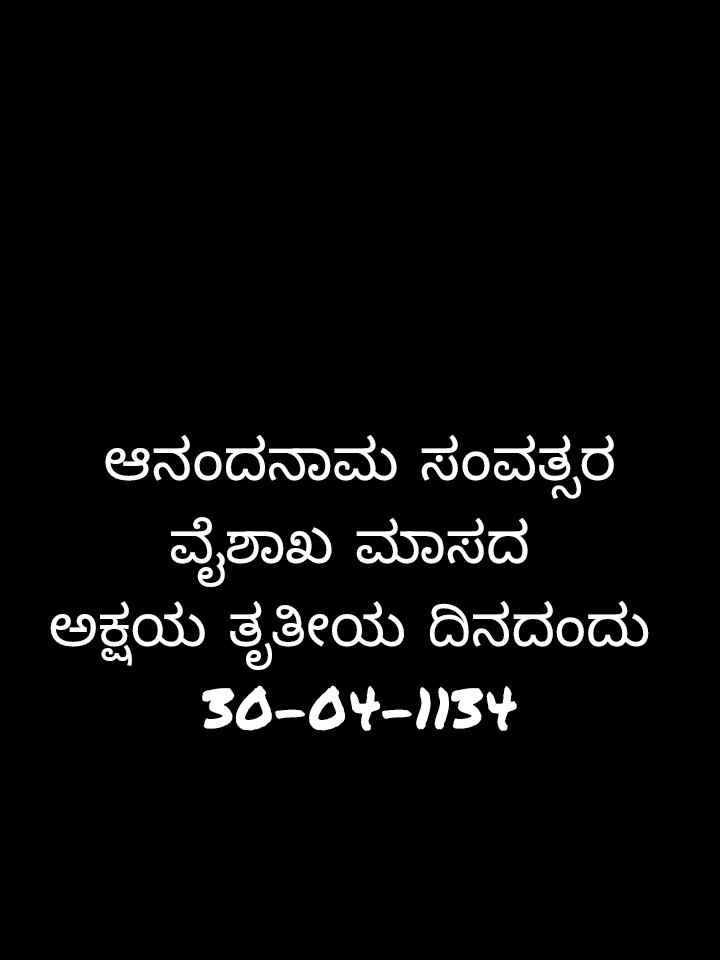 ಆನಂದನಾಮ ಸಂವತ್ಸರ
ವೈಶಾಖ ಮಾಸದ
ಅಕ್ಷಯ ತೃತೀಯ ದಿನದಂದು
30-04-1134